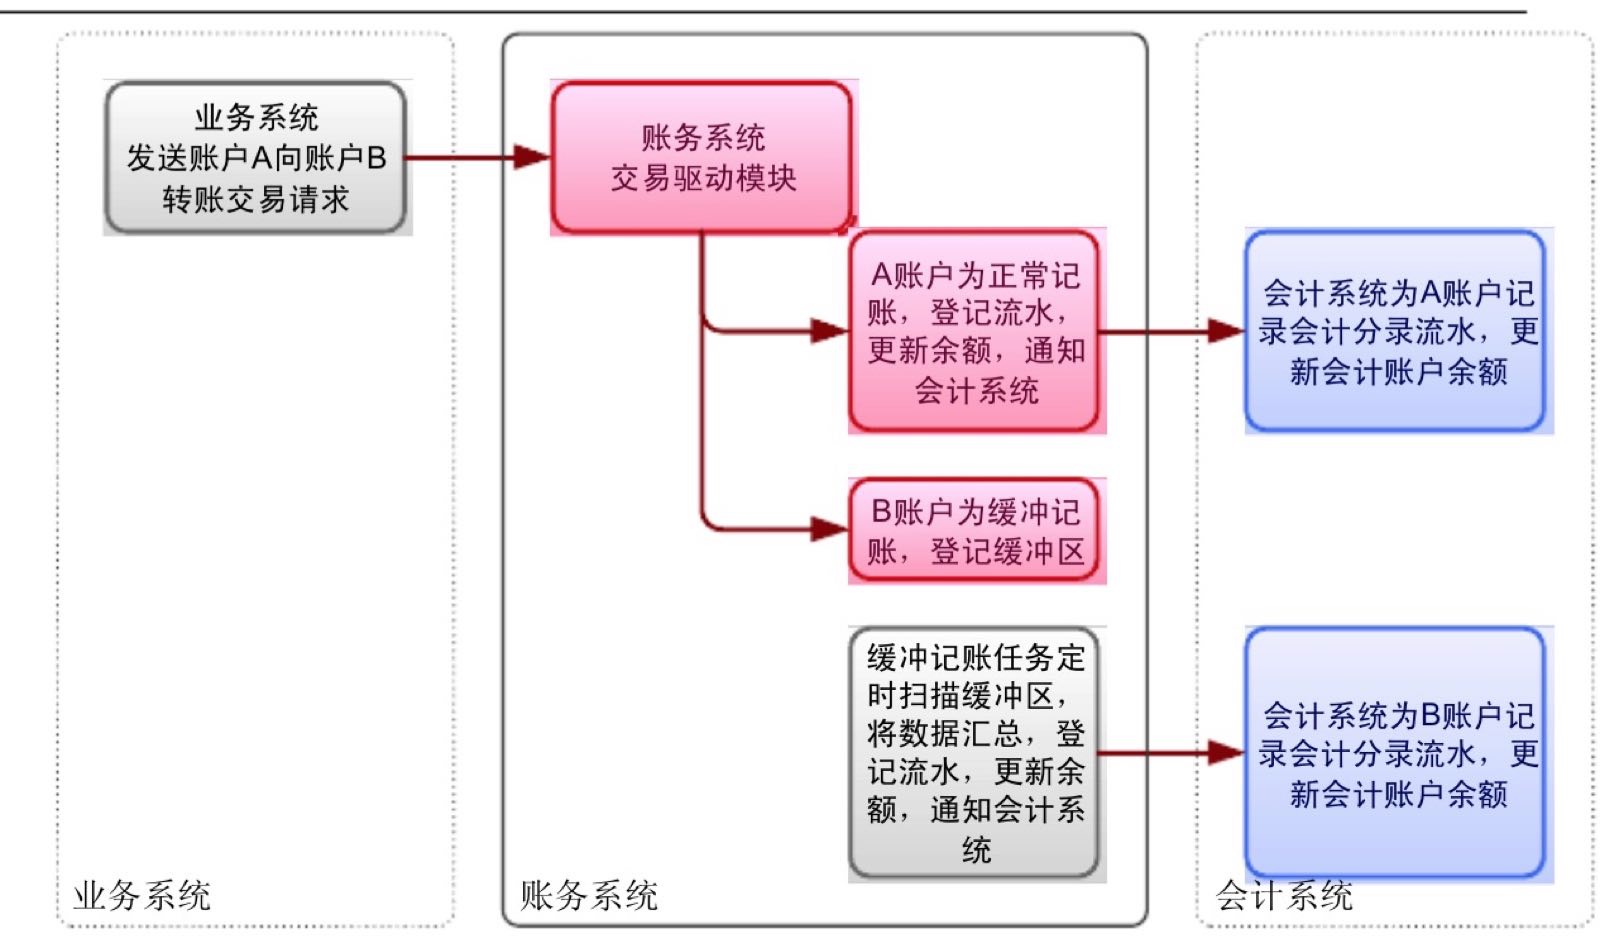 业务系统
发送账户A向账户B
转账交易请求
账务系统
交易驱动模块
A账户为正常记
账，登记流水，
更新余额，通知
会计系统
会计系统为A账户记
录会计分录流水，更
新会计账户余额
B账户为缓冲记
账，登记缓冲区
缓冲记账任务定
时扫描缓冲区，
将数据汇总，登
记流水，更新余
额，通知会计系
统
会计系统为B账户记
录会计分录流水，更
新会计账户余额
业务系统
账务系统
会计系统